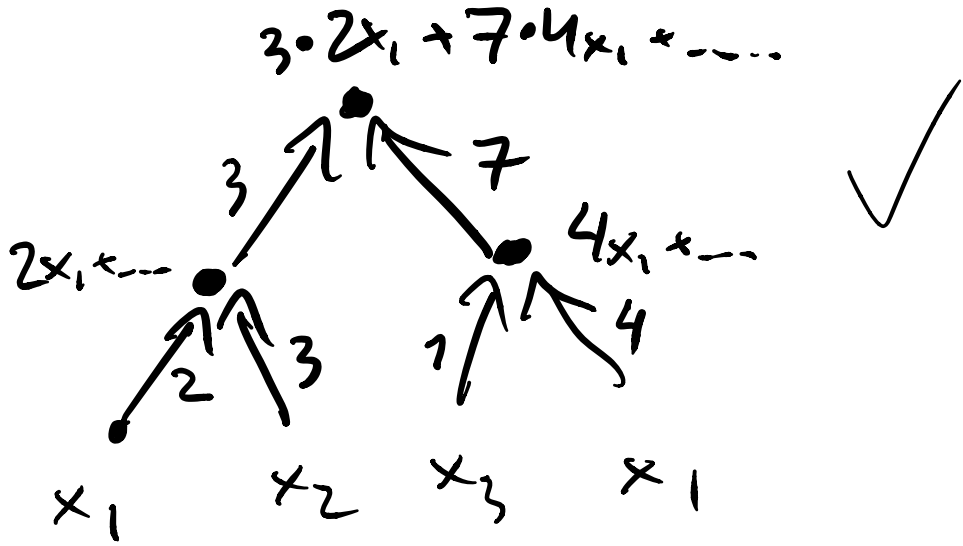 3·2x₁ + 7·4x₁ + -----
3 7
2x₁ + ---- 4x₁ + ----
2 3 1 4
x₁ x₂ x₃ x₁